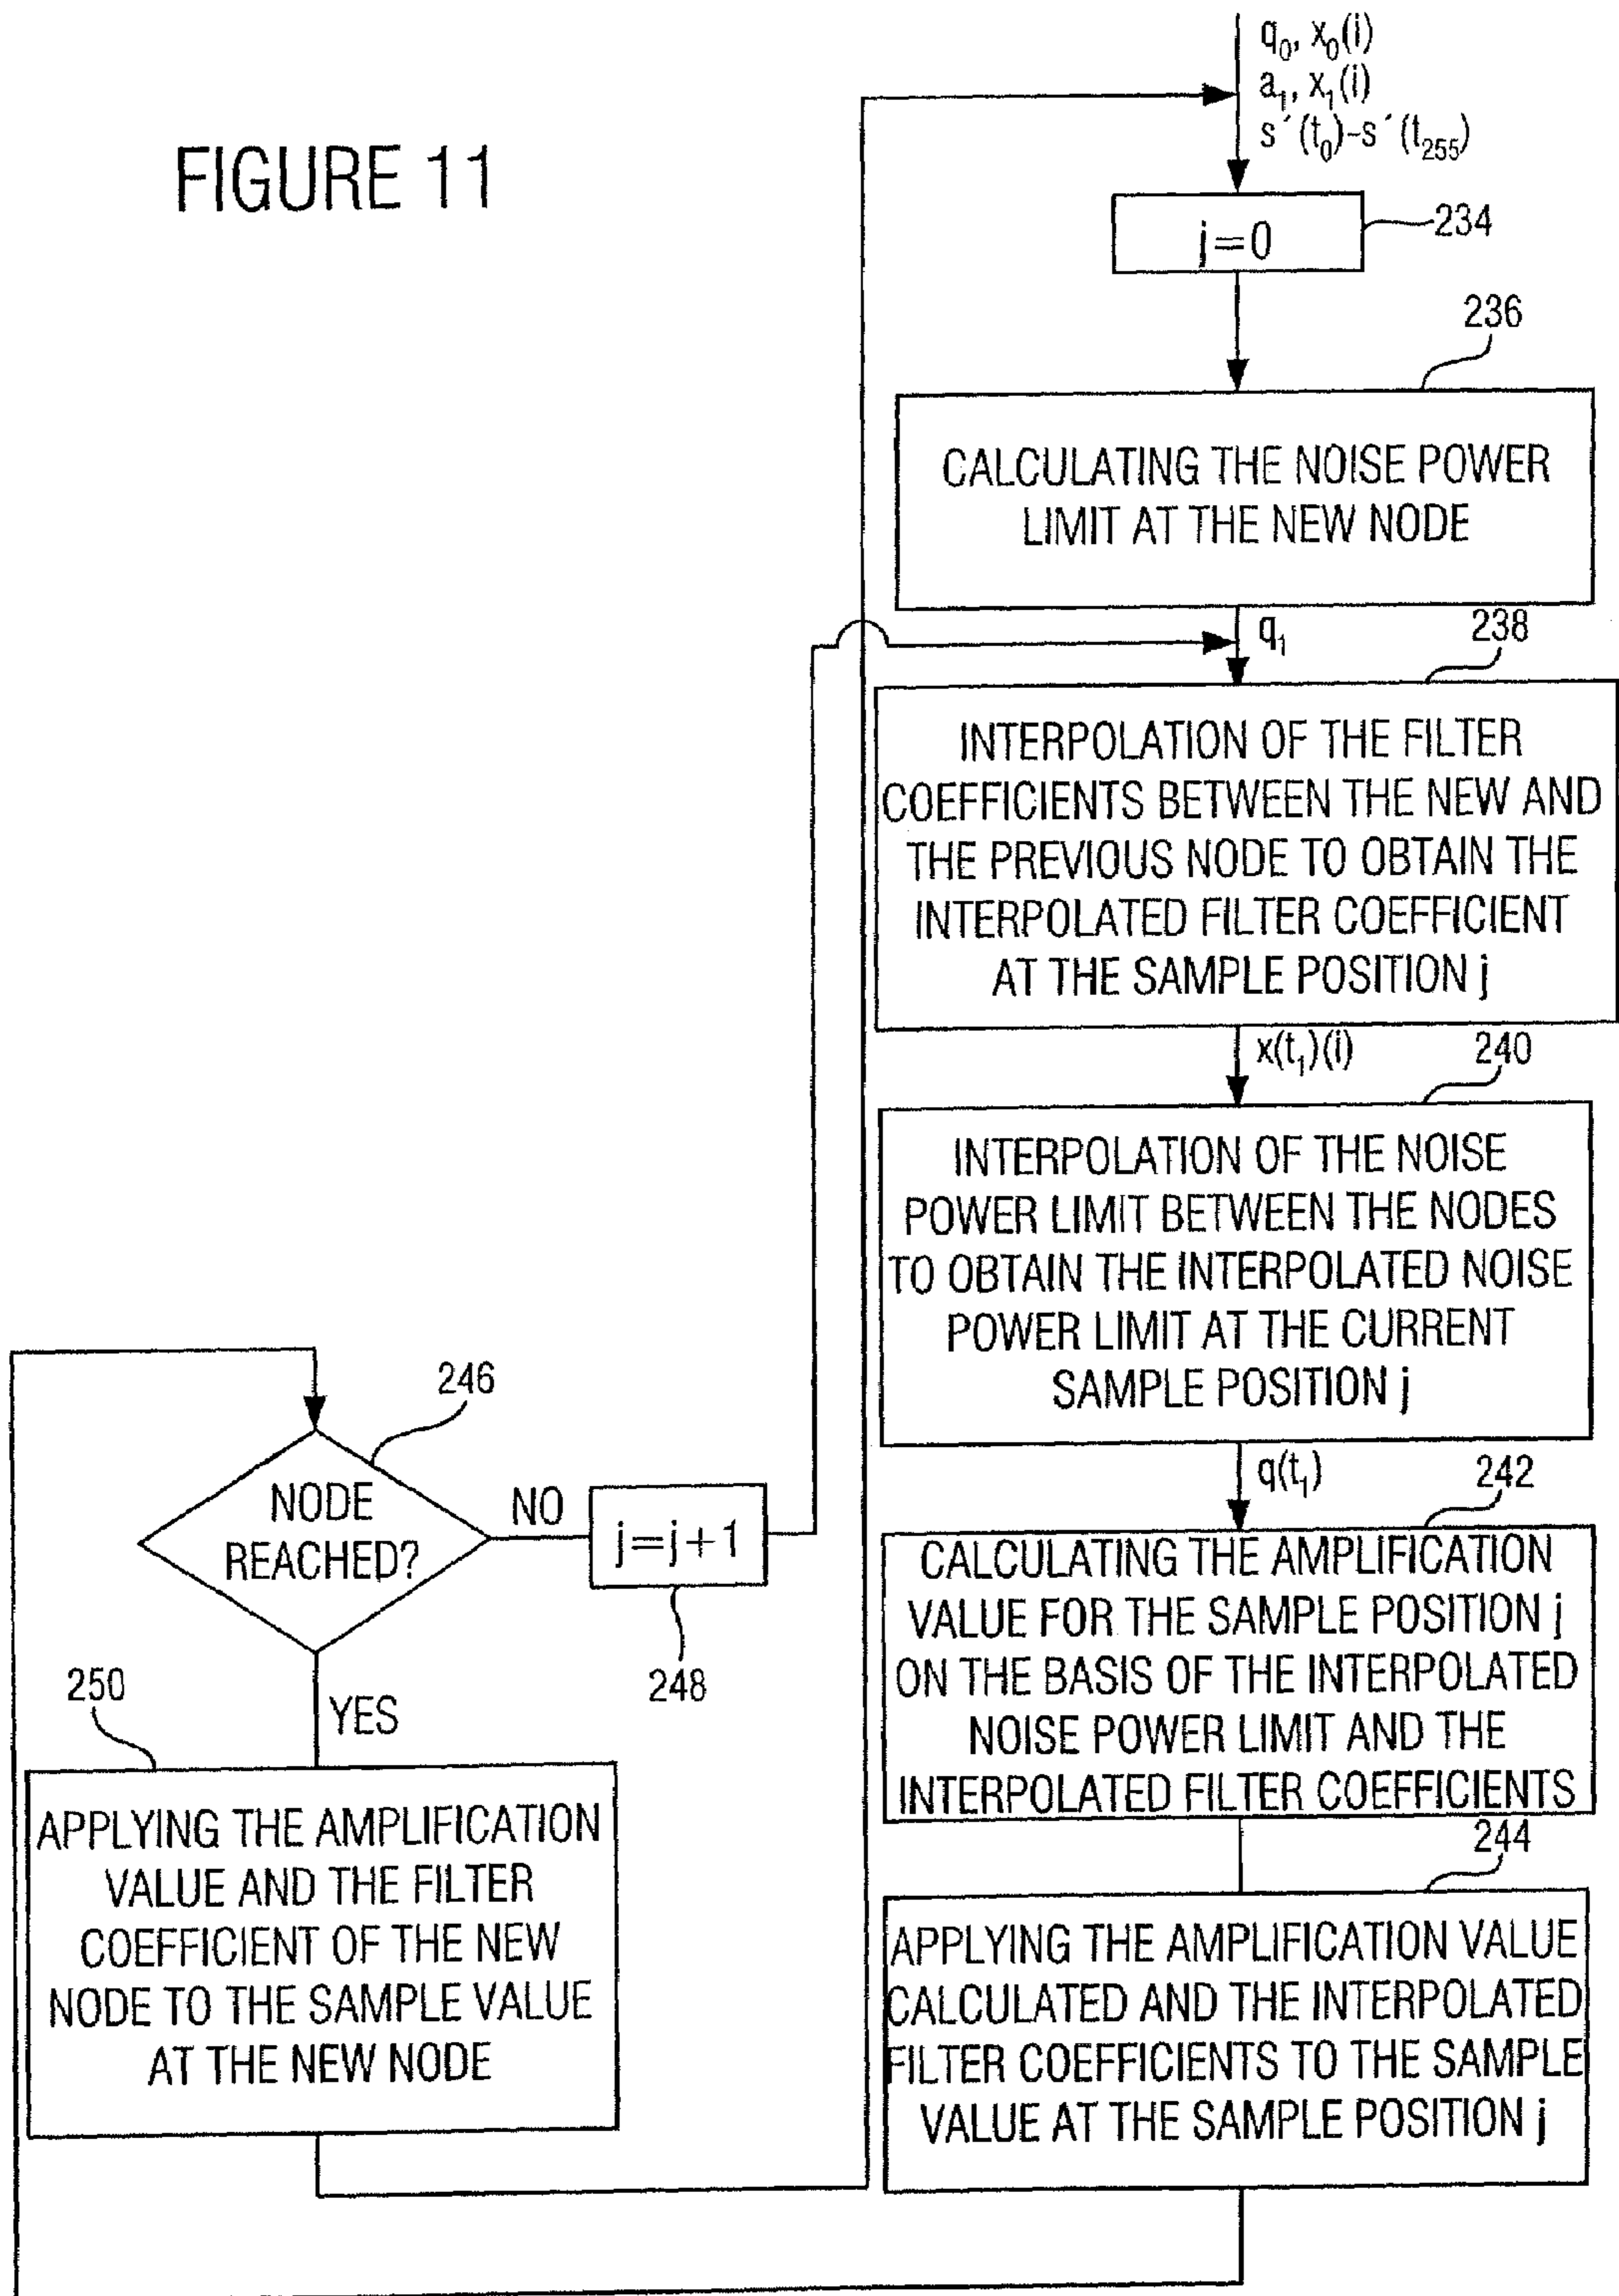 FIGURE 11
q₀, x₀(i)
a₁, x₁(i)
s´(t₀)-s´(t₂₅₅)
j=0
234
236
CALCULATING THE NOISE POWER
LIMIT AT THE NEW NODE
q₁
238
INTERPOLATION OF THE FILTER
COEFFICIENTS BETWEEN THE NEW AND
THE PREVIOUS NODE TO OBTAIN THE
INTERPOLATED FILTER COEFFICIENT
AT THE SAMPLE POSITION j
x(t₁)(i)
240
INTERPOLATION OF THE NOISE
POWER LIMIT BETWEEN THE NODES
TO OBTAIN THE INTERPOLATED NOISE
POWER LIMIT AT THE CURRENT
SAMPLE POSITION j
q(t₁)
242
CALCULATING THE AMPLIFICATION
VALUE FOR THE SAMPLE POSITION j
ON THE BASIS OF THE INTERPOLATED
NOISE POWER LIMIT AND THE
INTERPOLATED FILTER COEFFICIENTS
244
APPLYING THE AMPLIFICATION VALUE
CALCULATED AND THE INTERPOLATED
FILTER COEFFICIENTS TO THE SAMPLE
VALUE AT THE SAMPLE POSITION j
246
NODE
REACHED?
NO
j=j+1
248
YES
250
APPLYING THE AMPLIFICATION
VALUE AND THE FILTER
COEFFICIENT OF THE NEW
NODE TO THE SAMPLE VALUE
AT THE NEW NODE